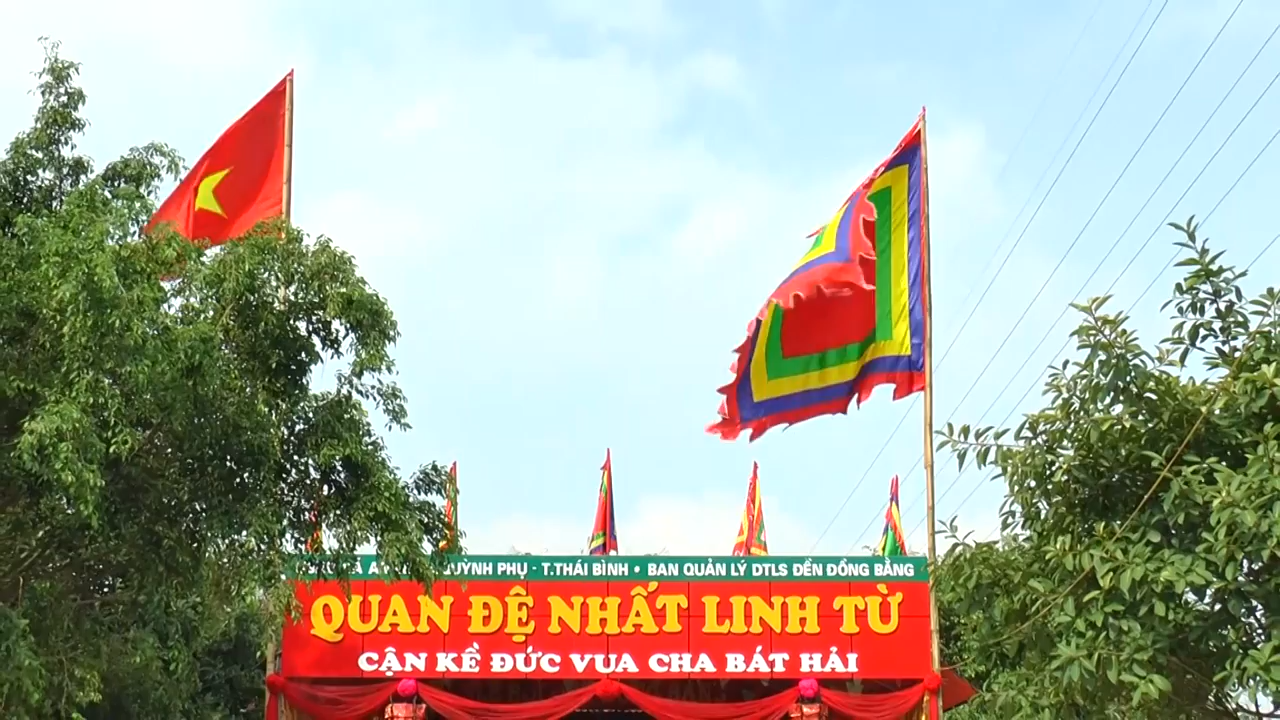 QUỲNH PHỤ - T.THÁI BÌNH • BAN QUẢN LÝ DTLS ĐỀN ĐỒNG BẰNG
QUAN ĐỆ NHẤT LINH TỪ
CẬN KỀ ĐỨC VUA CHA BÁT HẢI